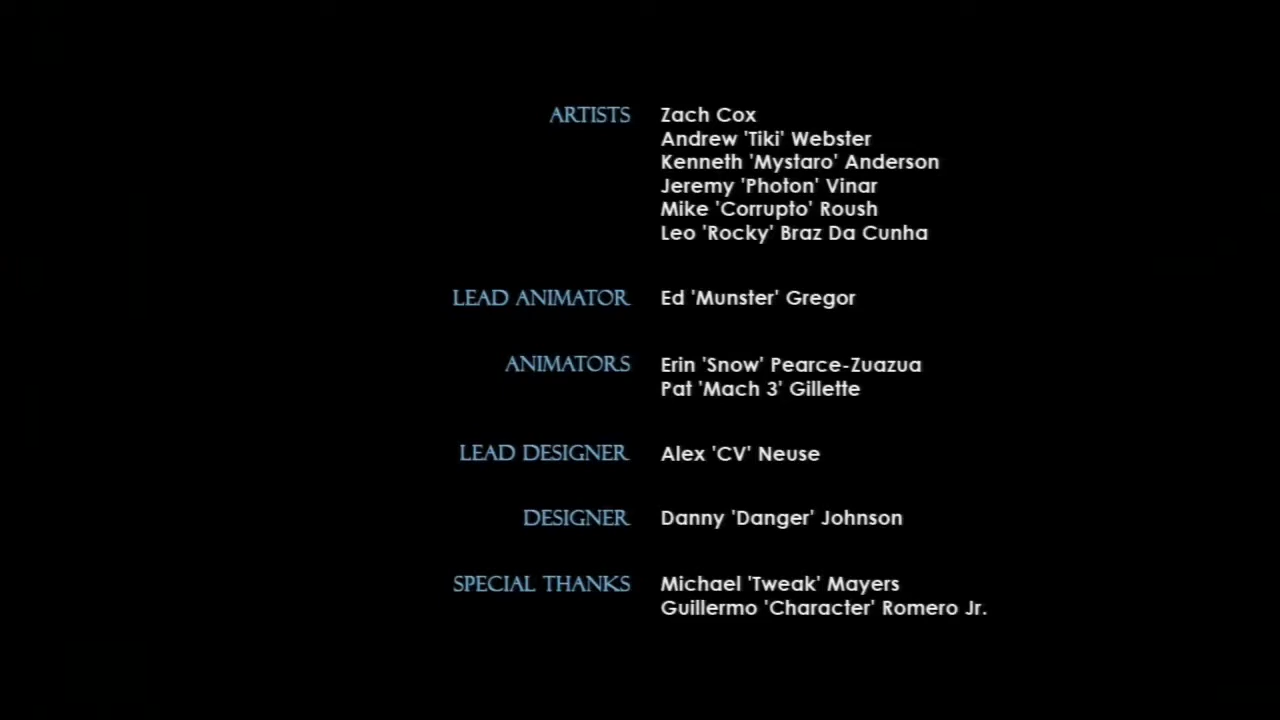 ARTISTS Zach Cox
Andrew 'Tiki' Webster
Kenneth 'Mystaro' Anderson
Jeremy 'Photon' Vinar
Mike 'Corrupto' Roush
Leo 'Rocky' Braz Da Cunha
LEAD ANIMATOR Ed 'Munster' Gregor
ANIMATORS Erin 'Snow' Pearce-Zuazua
Pat 'Mach 3' Gillette
LEAD DESIGNER Alex 'CV' Neuse
DESIGNER Danny 'Danger' Johnson
SPECIAL THANKS Michael 'Tweak' Mayers
Guillermo 'Character' Romero Jr.